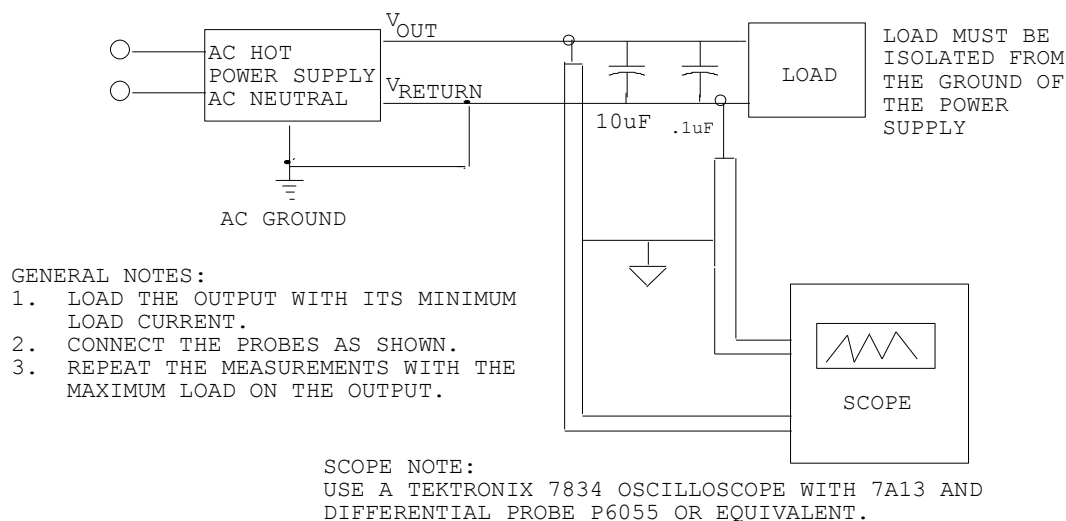 V
OUT
AC HOT
POWER SUPPLY
AC NEUTRAL
V
RETURN
10uF
.1uF
LOAD
LOAD MUST BE
ISOLATED FROM
THE GROUND OF
THE POWER
SUPPLY
AC GROUND
GENERAL NOTES:
1. LOAD THE OUTPUT WITH ITS MINIMUM
LOAD CURRENT.
2. CONNECT THE PROBES AS SHOWN.
3. REPEAT THE MEASUREMENTS WITH THE
MAXIMUM LOAD ON THE OUTPUT.
SCOPE
SCOPE NOTE:
USE A TEKTRONIX 7834 OSCILLOSCOPE WITH 7A13 AND
DIFFERENTIAL PROBE P6055 OR EQUIVALENT.